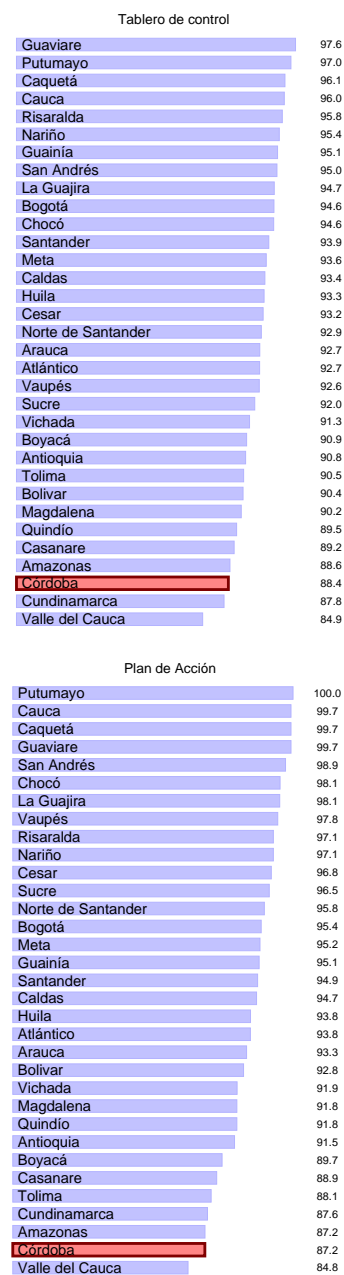 Tablero de control
Guaviare 97.6
Putumayo 97.0
Caquetá 96.1
Cauca 96.0
Risaralda 95.8
Nariño 95.4
Guainía 95.1
San Andrés 95.0
La Guajira 94.7
Bogotá 94.6
Chocó 94.6
Santander 93.9
Meta 93.6
Caldas 93.4
Huila 93.3
Cesar 93.2
Norte de Santander 92.9
Arauca 92.7
Atlántico 92.7
Vaupés 92.6
Sucre 92.0
Vichada 91.3
Boyacá 90.9
Antioquia 90.8
Tolima 90.5
Bolivar 90.4
Magdalena 90.2
Quindío 89.5
Casanare 89.2
Amazonas 88.6
Córdoba 88.4
Cundinamarca 87.8
Valle del Cauca 84.9
Plan de Acción
Putumayo 100.0
Cauca 99.7
Caquetá 99.7
Guaviare 99.7
San Andrés 98.9
Chocó 98.1
La Guajira 98.1
Vaupés 97.8
Risaralda 97.1
Nariño 97.1
Cesar 96.8
Sucre 96.5
Norte de Santander 95.8
Bogotá 95.4
Meta 95.2
Guainía 95.1
Santander 94.9
Caldas 94.7
Huila 93.8
Atlántico 93.8
Arauca 93.3
Bolivar 92.8
Vichada 91.9
Magdalena 91.8
Quindío 91.8
Antioquia 91.5
Boyacá 89.7
Casanare 88.9
Tolima 88.1
Cundinamarca 87.6
Amazonas 87.2
Córdoba 87.2
Valle del Cauca 84.8